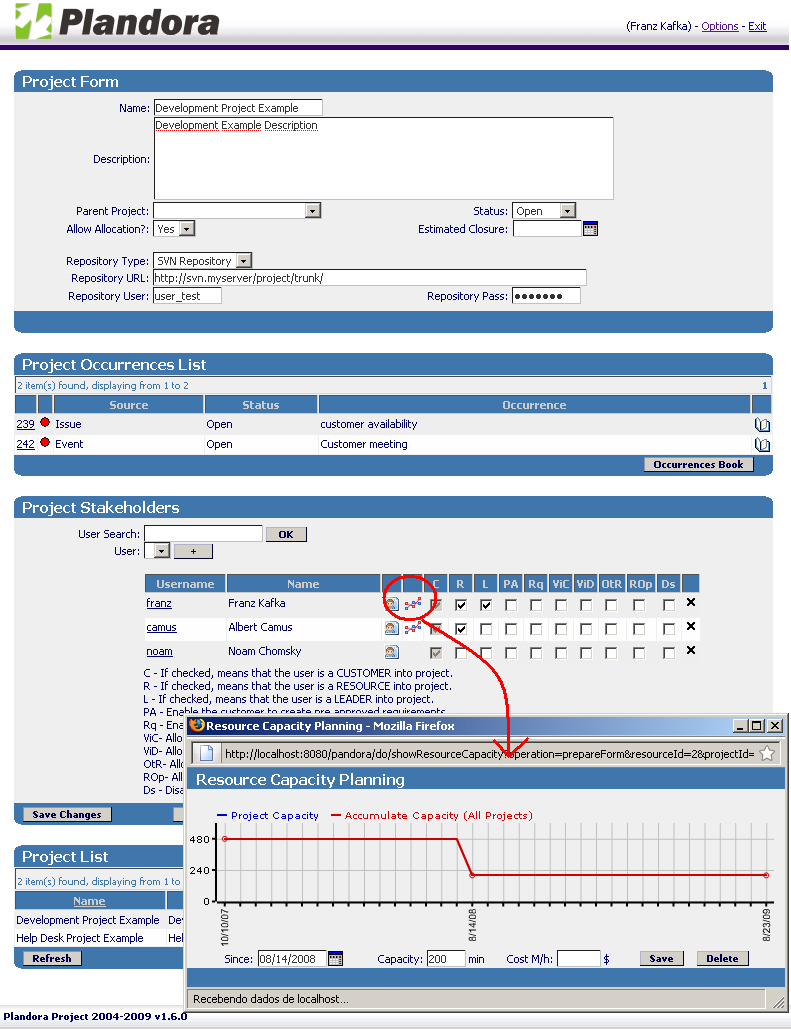 Plandora
(Franz Kafka) - Options - Exit
Project Form
Name: Development Project Example
Description: Development Example Description
Parent Project:
Status: Open
Allow Allocation?: Yes
Estimated Closure:
Repository Type: SVN Repository
Repository URL: http://svn.myserver/project/trunk/
Repository User: user_test
Repository Pass: •••••••
Project Occurrences List
2 item(s) found, displaying from 1 to 2 1
Source Status Occurrence
239 Issue Open customer availability
242 Event Open Customer meeting
Occurrences Book
Project Stakeholders
User Search: OK
User: +
Username Name C R L PA Rq ViC ViD OtR ROp Ds
franz Franz Kafka
camus Albert Camus
noam Noam Chomsky
C - If checked, means that the user is a CUSTOMER into project.
R - If checked, means that the user is a RESOURCE into project.
L - If checked, means that the user is a LEADER into project.
PA - Enable the customer to create pre approved requirements
Rq - Ena
ViC- Allo
ViD- Allo
OtR- Allo
ROp- All
Ds - Disa
Save Changes
Project List
2 item(s) found, displaying from 1 to
Name
Development Project Example De
Help Desk Project Example Hel
Refresh
Resource Capacity Planning - Mozilla Firefox
http://localhost:8080/pandora/do/showResourceCapacity?operation=prepareForm&resourceId=2&projectId=
Resource Capacity Planning
Project Capacity Accumulate Capacity (All Projects)
480
240
0
10/10/07 8/14/08 8/23/09
Since: 08/14/2008 Capacity: 200 min Cost M/h: $ Save Delete
Recebendo dados de localhost...
Plandora Project 2004-2009 v1.6.0